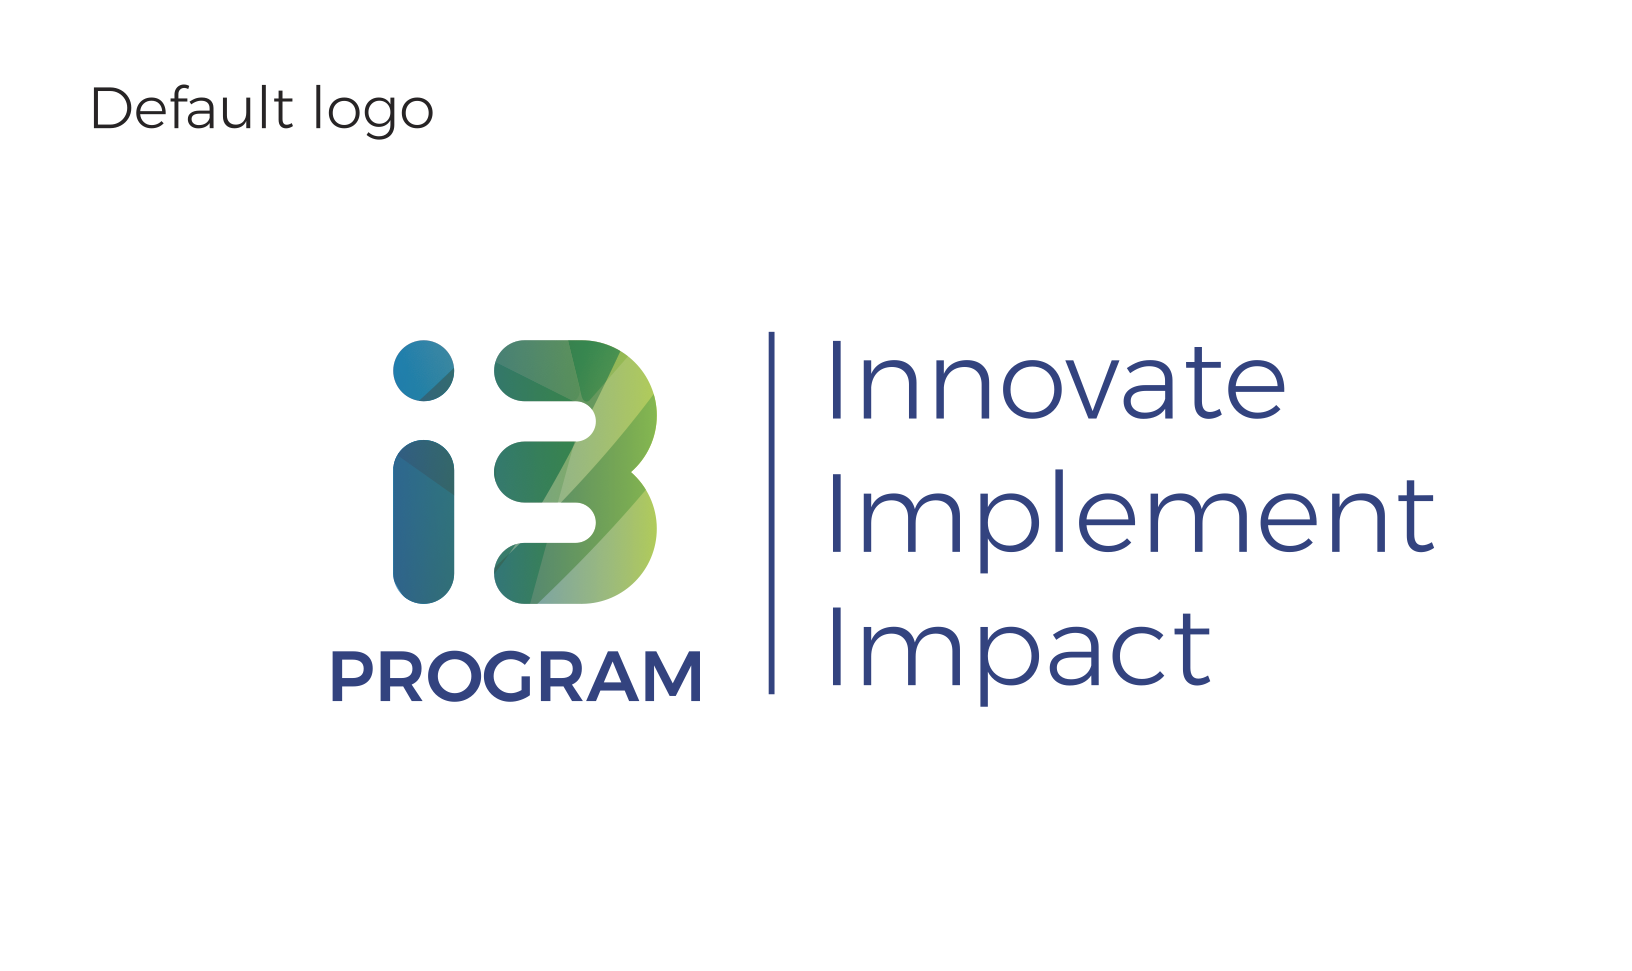 Default logo
i3
PROGRAM
Innovate
Implement
Impact